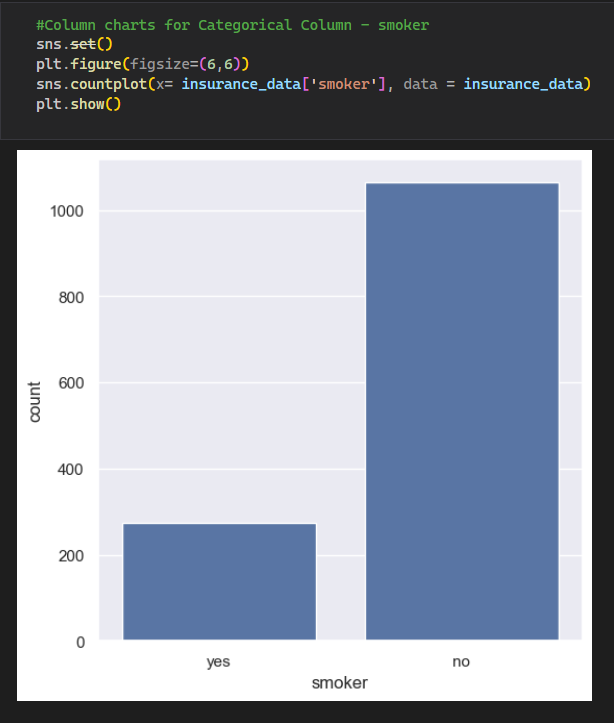 #Column charts for Categorical Column - smoker
sns.set()
plt.figure(figsize=(6,6))
sns.countplot(x= insurance_data['smoker'], data = insurance_data)
plt.show()
1000
800
600
400
200
0
count
yes no
smoker